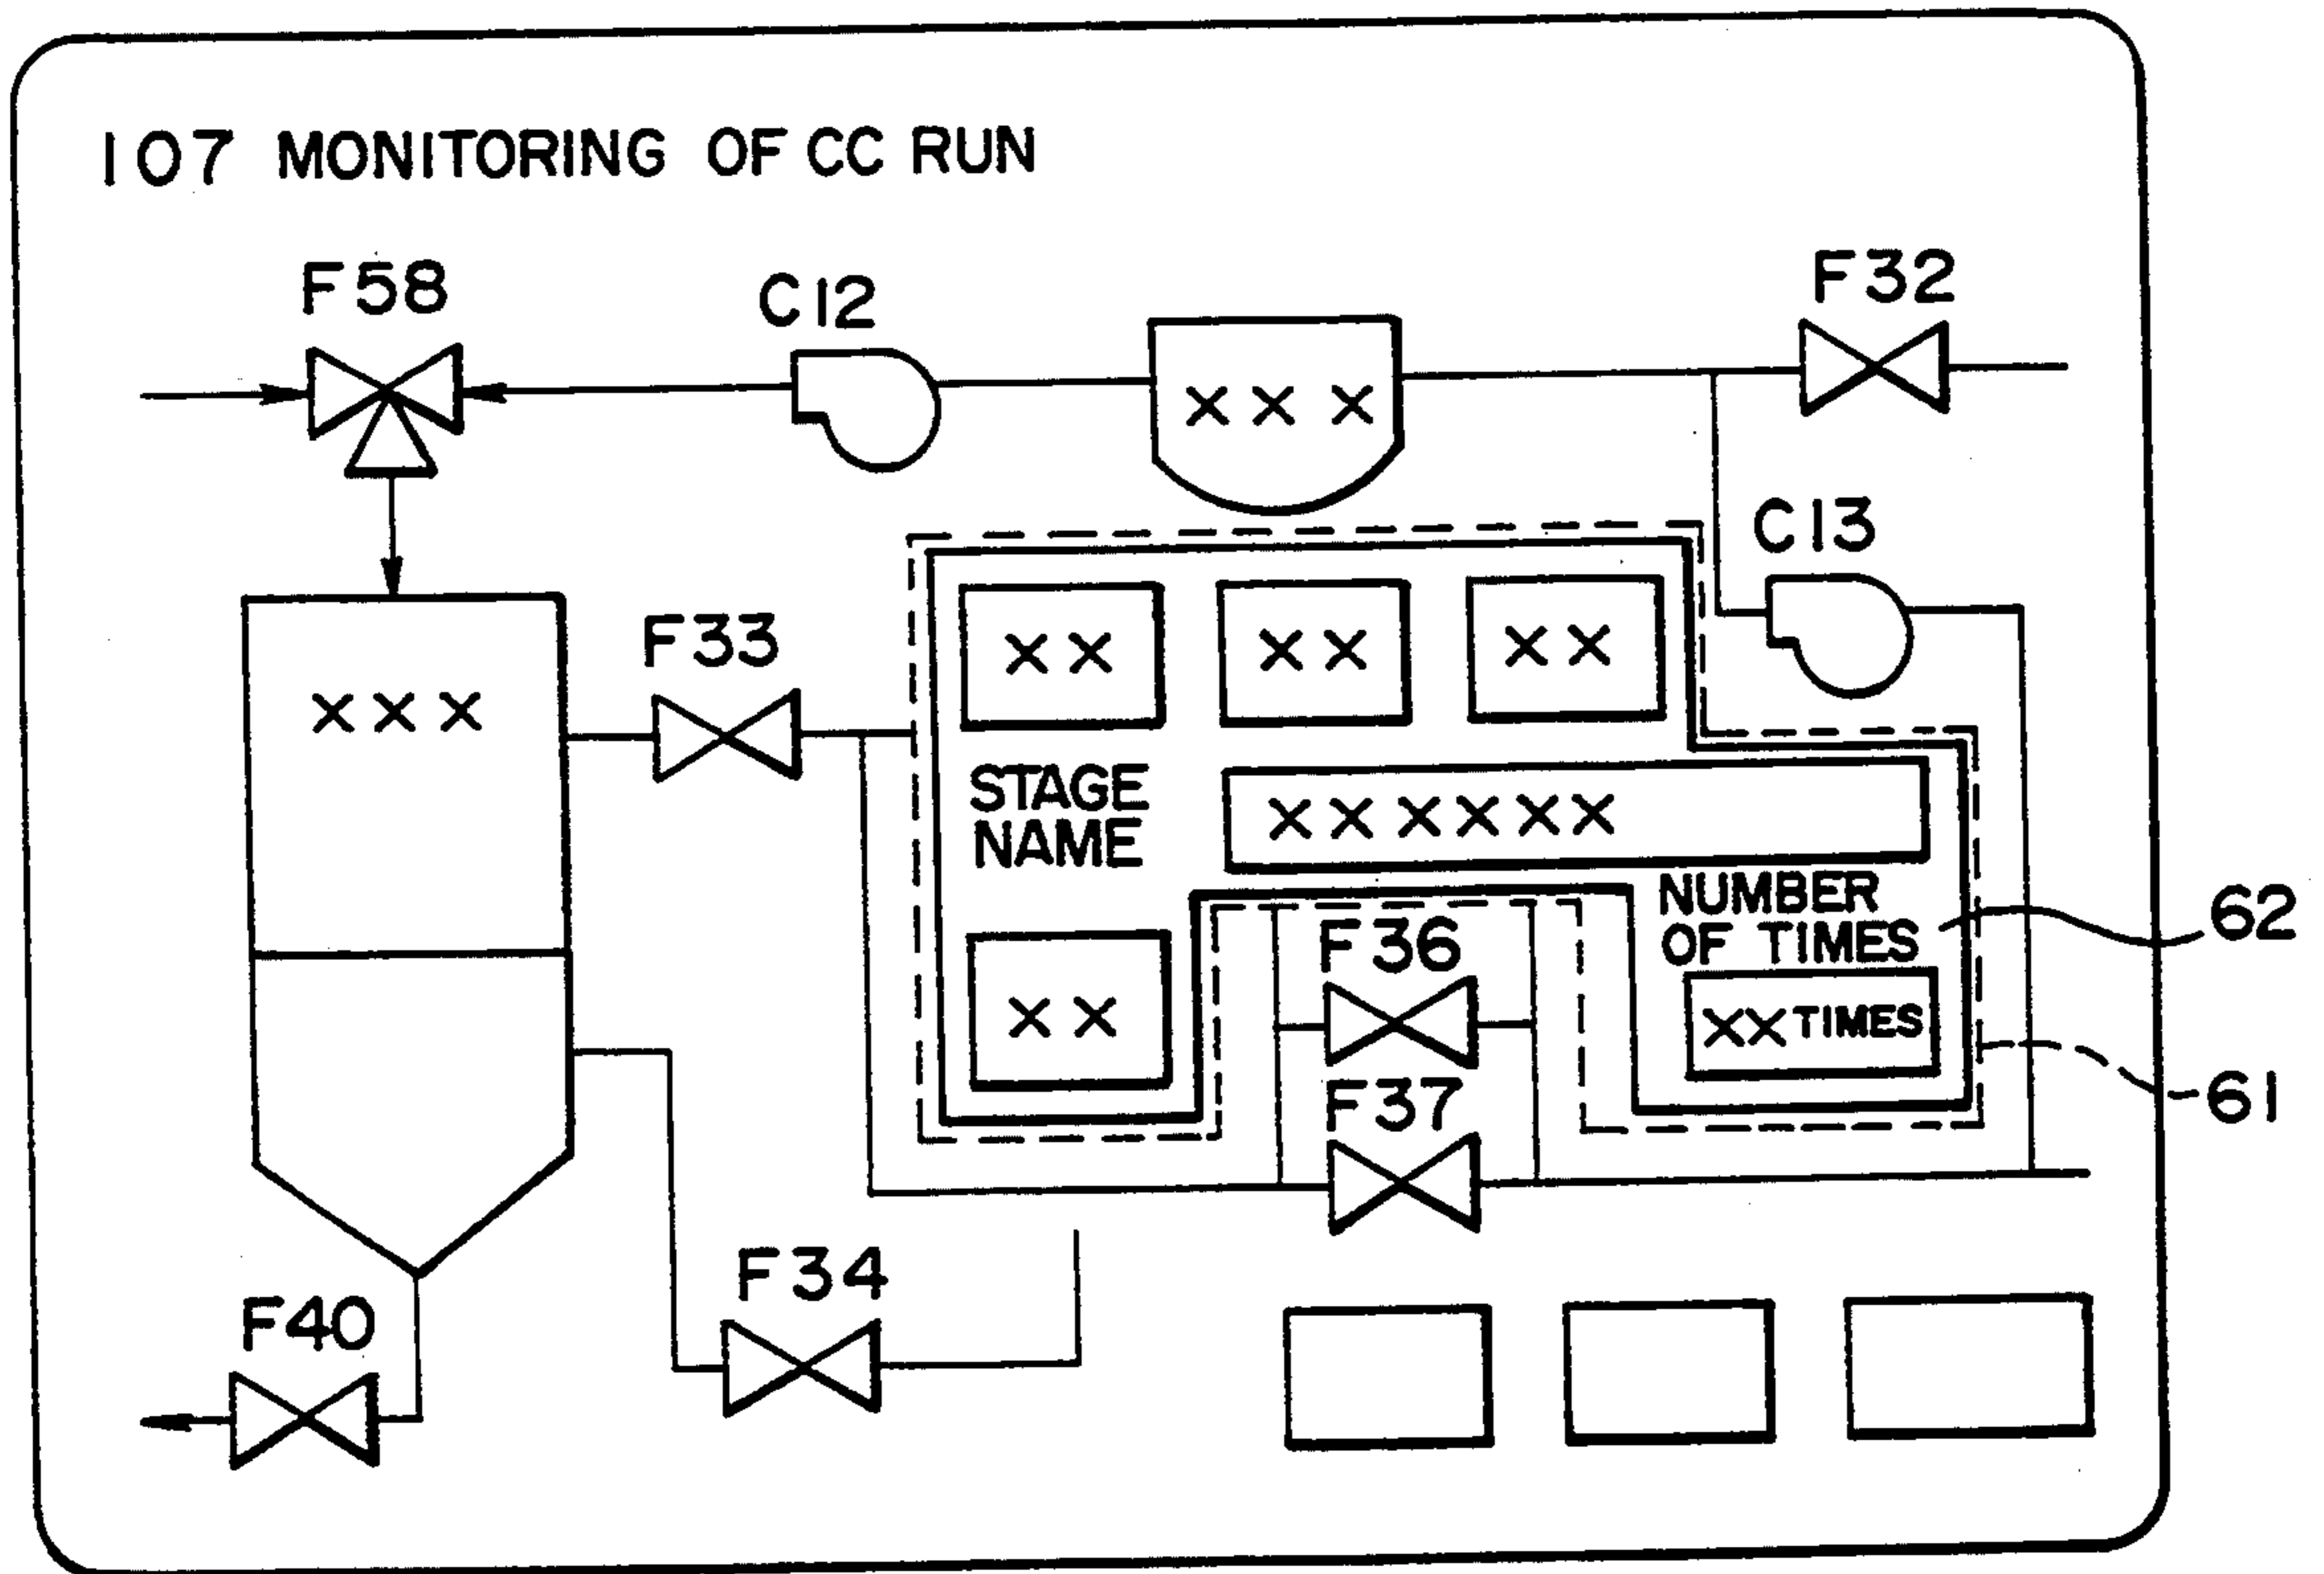 107 MONITORING OF CC RUN
F58
C12
F32
××× 
C13
F33
×× ×× ××
×××
STAGE
NAME
××××××
NUMBER
OF TIMES
62
F36
××
××TIMES
F37
61
F34
F40